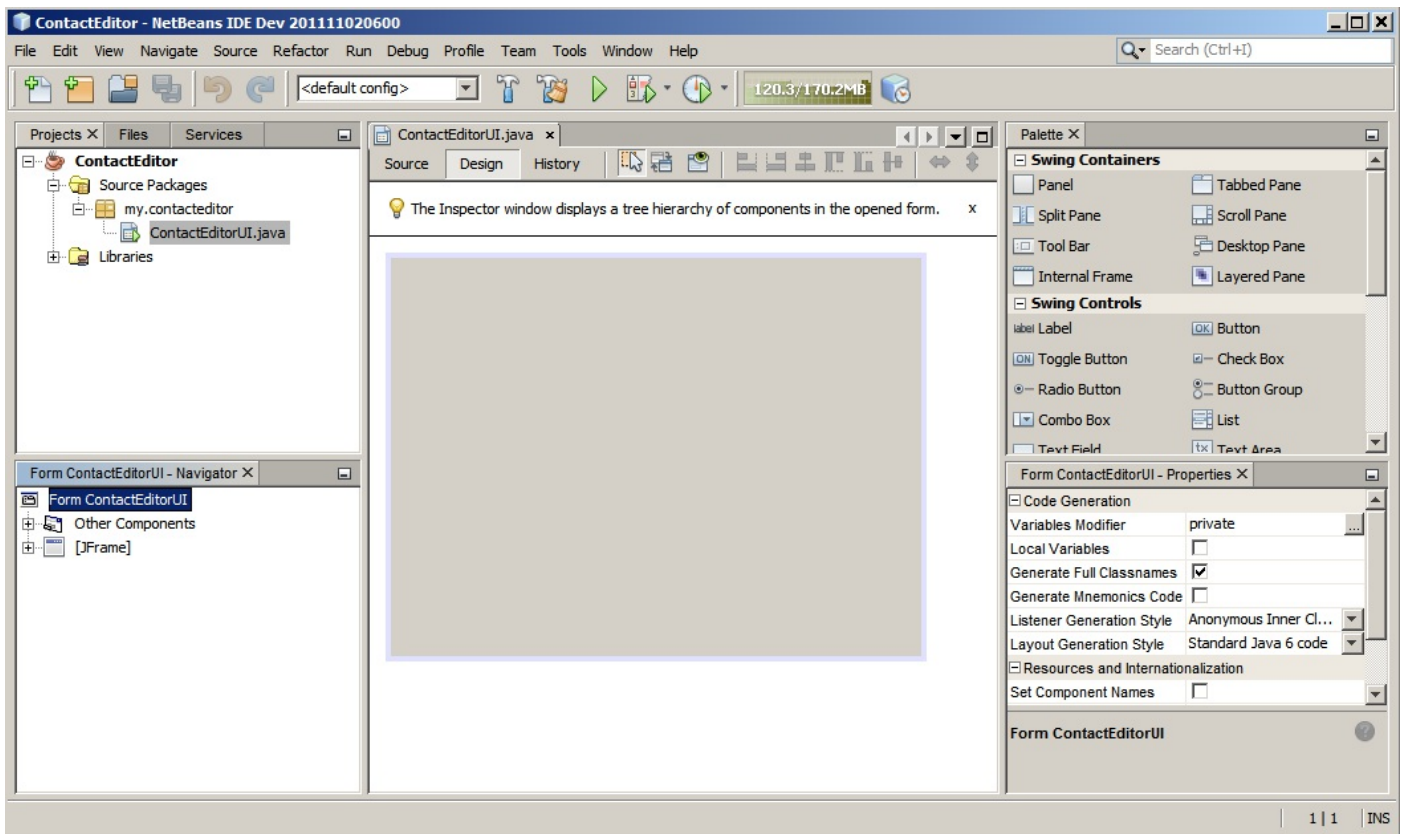 ContactEditor - NetBeans IDE Dev 201111020600
File Edit View Navigate Source Refactor Run Debug Profile Team Tools Window Help
Search (Ctrl+I)
<default config>
120.3/170.2MB
Projects Files Services
ContactEditor
Source Packages
my.contacteditor
ContactEditorUI.java
Libraries
Form ContactEditorUI - Navigator
Form ContactEditorUI
Other Components
[JFrame]
ContactEditorUI.java
Source Design History
The Inspector window displays a tree hierarchy of components in the opened form. x
Palette
Swing Containers
Panel Tabbed Pane
Split Pane Scroll Pane
Tool Bar Desktop Pane
Internal Frame Layered Pane
Swing Controls
label Label OK Button
ON Toggle Button Check Box
Radio Button Button Group
Combo Box List
Text Field tx Text Area
Form ContactEditorUI - Properties
Code Generation
Variables Modifier private ...
Local Variables
Generate Full Classnames
Generate Mnemonics Code
Listener Generation Style Anonymous Inner Cl...
Layout Generation Style Standard Java 6 code
Resources and Internationalization
Set Component Names
Form ContactEditorUI
?
1 | 1 INS